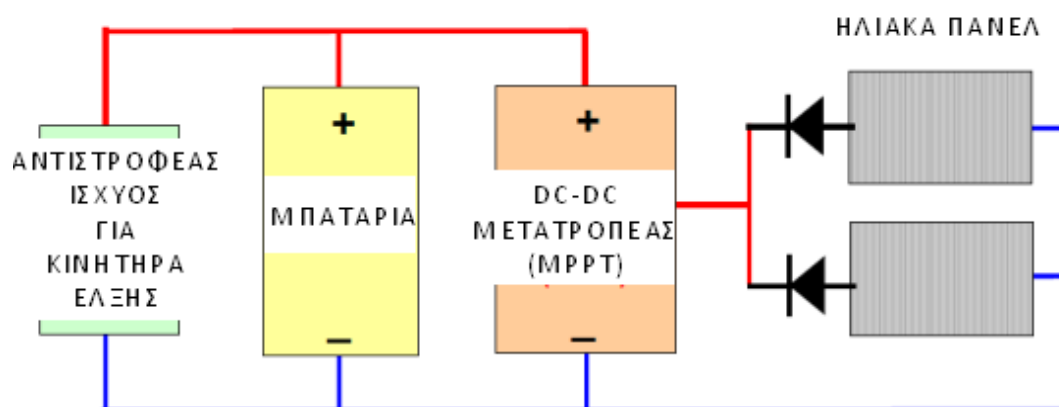 ΗΛΙΑΚΑ ΠΑΝΕΛ
ΑΝΤΙΣΤΡΟΦΕΑΣ
ΙΣΧΥΟΣ
ΓΙΑ
ΚΙΝΗΤΗΡΑ
ΕΛΞΗΣ
+
ΜΠΑΤΑΡΙΑ
–
+
DC-DC
ΜΕΤΑΤΡΟΠΕΑΣ
(MPPT)
–